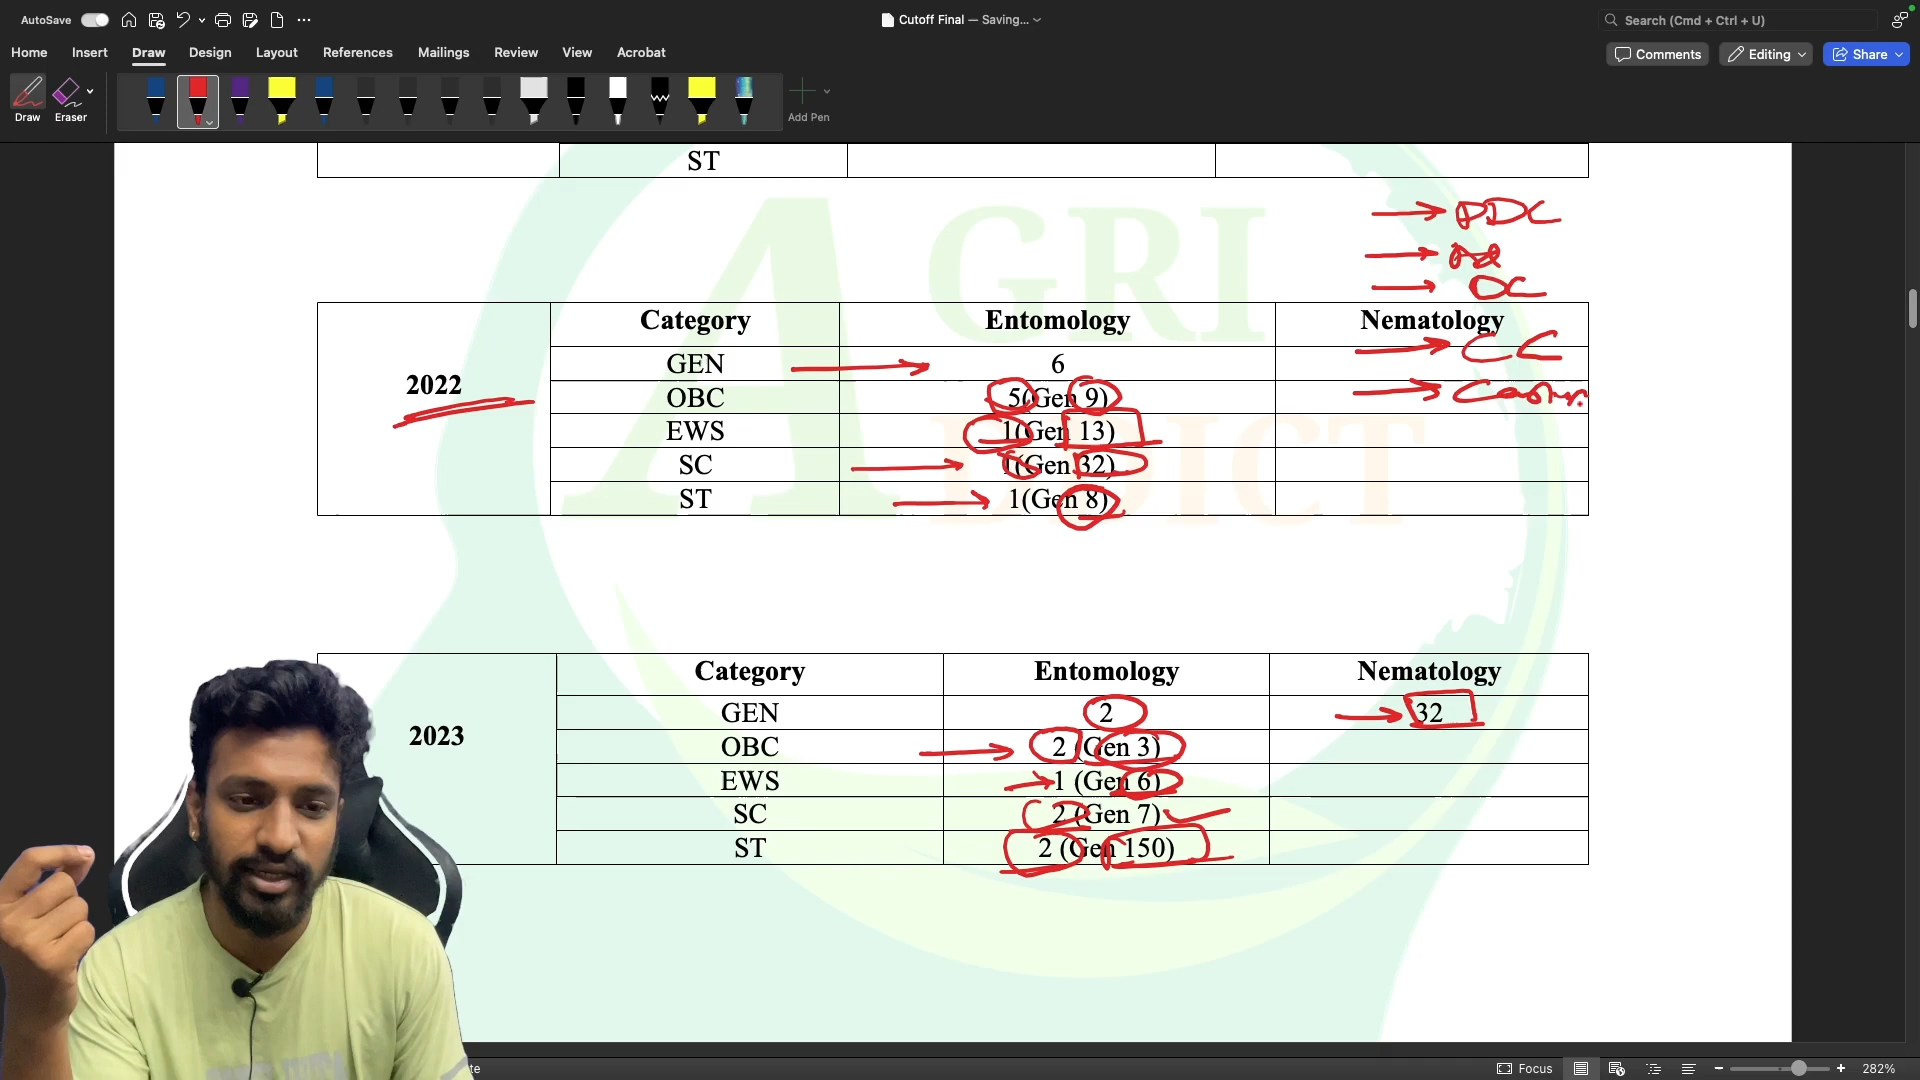 AutoSave
Cutoff Final — Saving...
Search (Cmd + Ctrl + U)
Home Insert Draw Design Layout References Mailings Review View Acrobat
Comments Editing Share
Draw Eraser Add Pen
ST
AGRI
ADDICT
PDC
DC
Category Entomology Nematology
CC
2022
GEN 6
OBC 5(Gen 9)
EWS 1(Gen 13)
SC 1(Gen 32)
ST 1(Gen 8)
Category Entomology Nematology
2023
GEN 2 32
OBC 2 (Gen 3)
EWS 1 (Gen 6)
SC 2 (Gen 7)
ST 2 (Gen 150)
Focus 282%